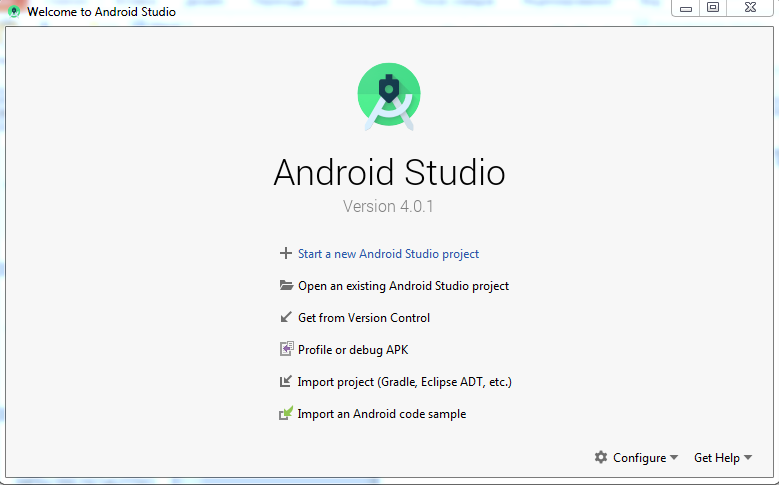 Welcome to Android Studio
Android Studio
Version 4.0.1
Start a new Android Studio project
Open an existing Android Studio project
Get from Version Control
Profile or debug APK
Import project (Gradle, Eclipse ADT, etc.)
Import an Android code sample
Configure
Get Help